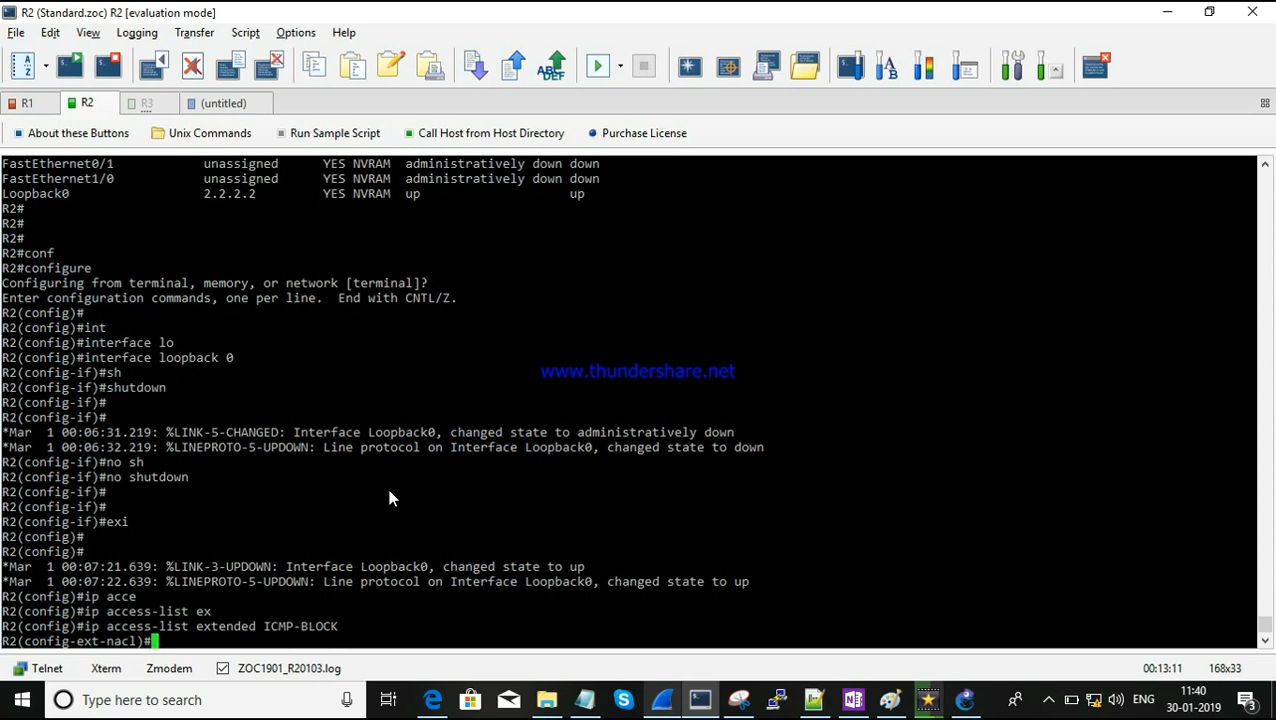 R2 (Standard.zoc) R2 [evaluation mode]
File Edit View Logging Transfer Script Options Help
R1 R2 R3 (untitled)
About these Buttons Unix Commands Run Sample Script Call Host from Host Directory Purchase License
FastEthernet0/1 unassigned YES NVRAM administratively down down
FastEthernet1/0 unassigned YES NVRAM administratively down down
Loopback0 2.2.2.2 YES NVRAM up up
R2#
R2#
R2#
R2#conf
R2#configure
Configuring from terminal, memory, or network [terminal]?
Enter configuration commands, one per line. End with CNTL/Z.
R2(config)#
R2(config)#int
R2(config)#interface lo
R2(config)#interface loopback 0
R2(config-if)#sh
www.thundershare.net
R2(config-if)#shutdown
R2(config-if)#
R2(config-if)#
*Mar 1 00:06:31.219: %LINK-5-CHANGED: Interface Loopback0, changed state to administratively down
*Mar 1 00:06:32.219: %LINEPROTO-5-UPDOWN: Line protocol on Interface Loopback0, changed state to down
R2(config-if)#no sh
R2(config-if)#no shutdown
R2(config-if)#
R2(config-if)#
R2(config-if)#exi
R2(config)#
R2(config)#
*Mar 1 00:07:21.639: %LINK-3-UPDOWN: Interface Loopback0, changed state to up
*Mar 1 00:07:22.639: %LINEPROTO-5-UPDOWN: Line protocol on Interface Loopback0, changed state to up
R2(config)#ip acce
R2(config)#ip access-list ex
R2(config)#ip access-list extended ICMP-BLOCK
R2(config-ext-nacl)#
Telnet Xterm Zmodem ZOC1901_R20103.log 00:13:11 168x33
Type here to search ENG 11:40
30-01-2019 3